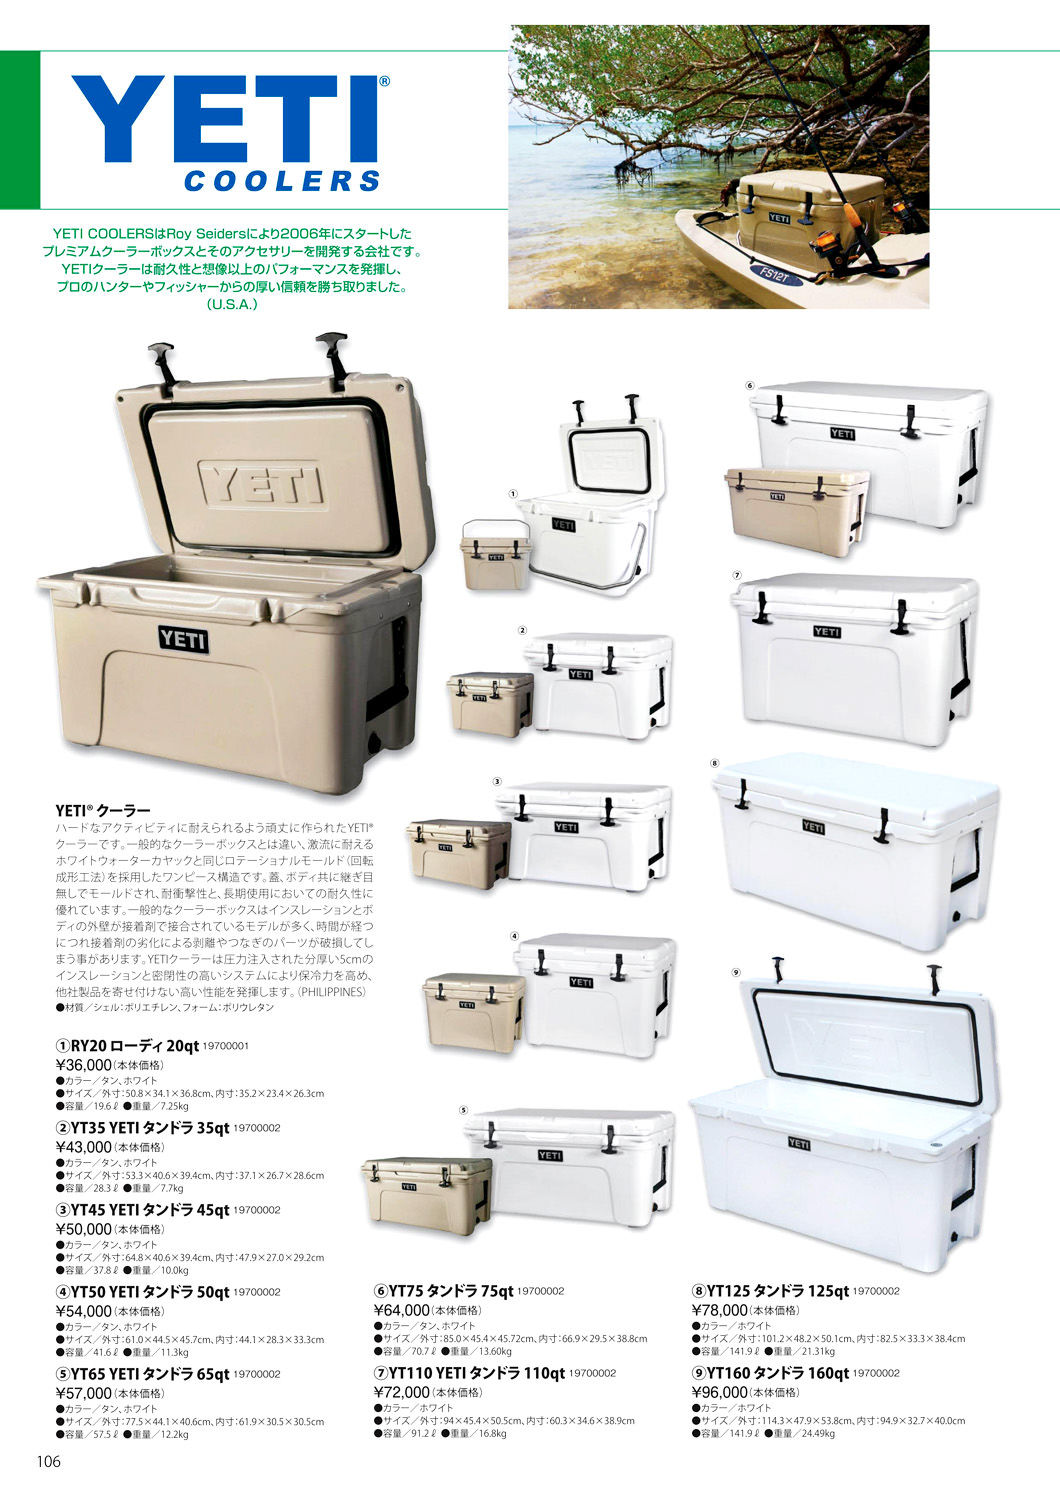 YETI®
COOLERS
YETI COOLERSはRoy Seidersにより2006年にスタートした
プレミアムクーラーボックスとそのアクセサリーを開発する会社です。
YETIクーラーは耐久性と想像以上のパフォーマンスを発揮し、
プロのハンターやフィッシャーからの厚い信頼を勝ち取りました。
(U.S.A.)
YETI
FS12T
YETI
YETI
①
YETI
YETI
②
YETI
YETI
③
YETI
YETI
④
YETI
YETI
⑤
YETI
YETI
⑥
YETI
YETI
⑦
YETI
⑧
YETI
⑨
YETI
YETI® クーラー
ハードなアクティビティに耐えられるよう頑丈に作られたYETI®
クーラーです。一般的なクーラーボックスとは違い、激流に耐える
ホワイトウォーターカヤックと同じロテーショナルモールド(回転
成形工法)を採用したワンピース構造です。蓋、ボディ共に継ぎ目
無しでモールドされ、耐衝撃性と、長期使用においての耐久性に
優れています。一般的なクーラーボックスはインスレーションとボ
ディの外壁が接着剤で接合されているモデルが多く、時間が経つ
につれ接着剤の劣化による剥離やつなぎのパーツが破損してし
まう事があります。YETIクーラーは圧力注入された分厚い5cmの
インスレーションと密閉性の高いシステムにより保冷力を高め、
他社製品を寄せ付けない高い性能を発揮します。(PHILIPPINES)
●材質／シェル：ポリエチレン、フォーム：ポリウレタン
①RY20 ローディ 20qt 19700001
¥36,000(本体価格)
●カラー／タン、ホワイト
●サイズ／外寸：50.8×34.1×36.8cm、内寸：35.2×23.4×26.3cm
●容量／19.6ℓ ●重量／7.25kg
②YT35 YETI タンドラ 35qt 19700002
¥43,000(本体価格)
●カラー／タン、ホワイト
●サイズ／外寸：53.3×40.6×39.4cm、内寸：37.1×26.7×28.6cm
●容量／28.3ℓ ●重量／7.7kg
③YT45 YETI タンドラ 45qt 19700002
¥50,000(本体価格)
●カラー／タン、ホワイト
●サイズ／外寸：64.8×40.6×39.4cm、内寸：47.9×27.0×29.2cm
●容量／37.8ℓ ●重量／10.0kg
④YT50 YETI タンドラ 50qt 19700002
¥54,000(本体価格)
●カラー／タン、ホワイト
●サイズ／外寸：61.0×44.5×45.7cm、内寸：44.1×28.3×33.3cm
●容量／41.6ℓ ●重量／11.3kg
⑤YT65 YETI タンドラ 65qt 19700002
¥57,000(本体価格)
●カラー／タン、ホワイト
●サイズ／外寸：77.5×44.1×40.6cm、内寸：61.9×30.5×30.5cm
●容量／57.5ℓ ●重量／12.2kg
⑥YT75 タンドラ 75qt 19700002
¥64,000(本体価格)
●カラー／タン、ホワイト
●サイズ／外寸：85.0×45.4×45.72cm、内寸：66.9×29.5×38.8cm
●容量／70.7ℓ ●重量／13.60kg
⑦YT110 YETI タンドラ 110qt 19700002
¥72,000(本体価格)
●カラー／ホワイト
●サイズ／外寸：94×45.4×50.5cm、内寸：60.3×34.6×38.9cm
●容量／91.2ℓ ●重量／16.8kg
⑧YT125 タンドラ 125qt 19700002
¥78,000(本体価格)
●カラー／ホワイト
●サイズ／外寸：101.2×48.2×50.1cm、内寸：82.5×33.3×38.4cm
●容量／141.9ℓ ●重量／21.31kg
⑨YT160 タンドラ 160qt 19700002
¥96,000(本体価格)
●カラー／ホワイト
●サイズ／外寸：114.3×47.9×53.8cm、内寸：94.9×32.7×40.0cm
●容量／141.9ℓ ●重量／24.49kg
106